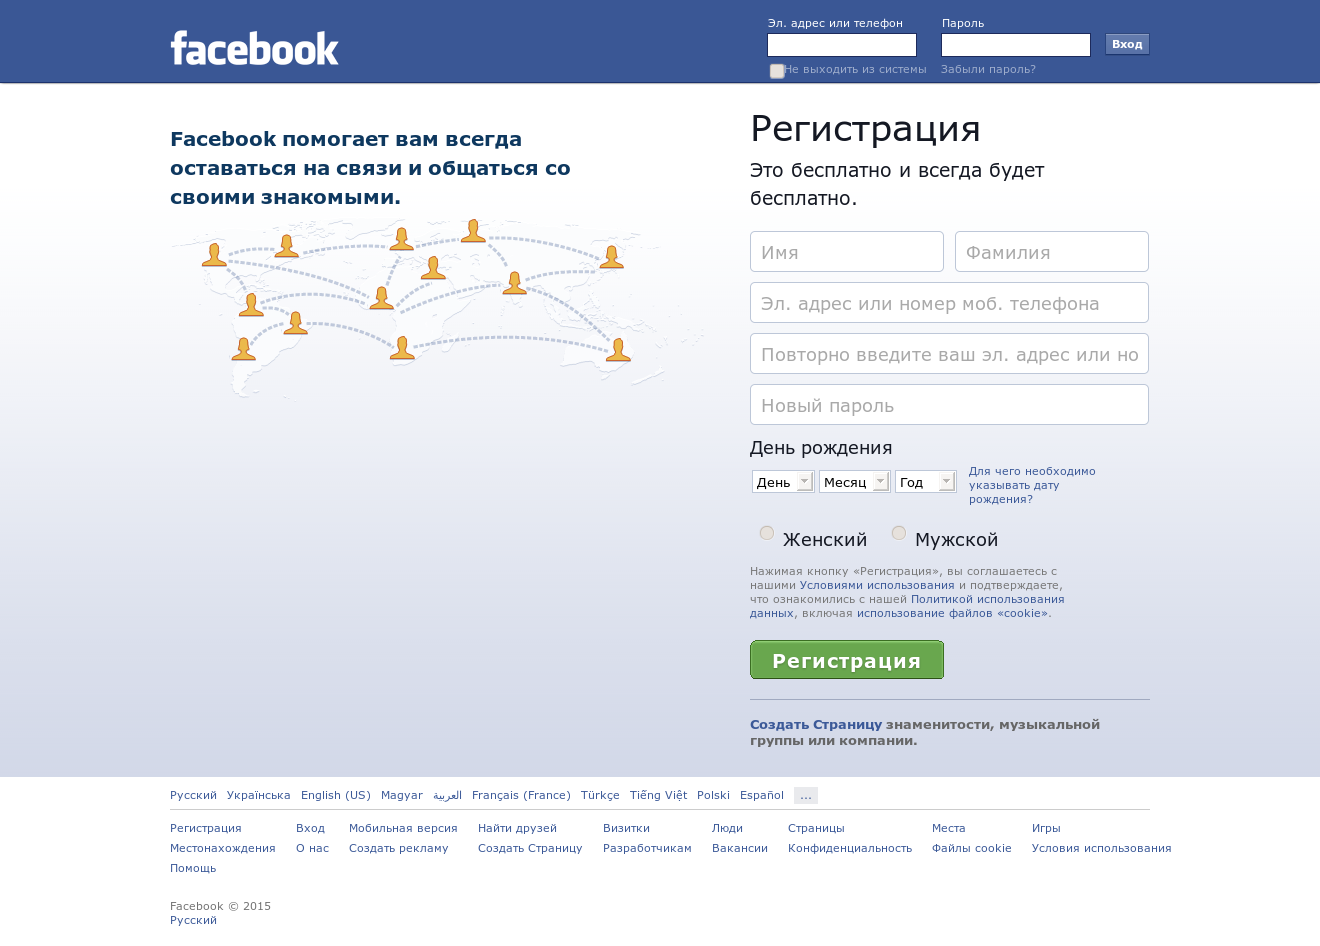 facebook
Эл. адрес или телефон
Пароль
Вход
Не выходить из системы
Забыли пароль?
Facebook помогает вам всегда
оставаться на связи и общаться со
своими знакомыми.
Регистрация
Это бесплатно и всегда будет
бесплатно.
Имя
Фамилия
Эл. адрес или номер моб. телефона
Повторно введите ваш эл. адрес или но
Новый пароль
День рождения
День Месяц Год
Для чего необходимо
указывать дату
рождения?
Женский Мужской
Нажимая кнопку «Регистрация», вы соглашаетесь с
нашими Условиями использования и подтверждаете,
что ознакомились с нашей Политикой использования
данных, включая использование файлов «cookie».
Регистрация
Создать Страницу знаменитости, музыкальной
группы или компании.
Русский Українська English (US) Magyar العربية Français (France) Türkçe Tiếng Việt Polski Español ...
Регистрация Вход Мобильная версия Найти друзей Визитки Люди Страницы Места Игры
Местонахождения О нас Создать рекламу Создать Страницу Разработчикам Вакансии Конфиденциальность Файлы cookie Условия использования
Помощь
Facebook © 2015
Русский